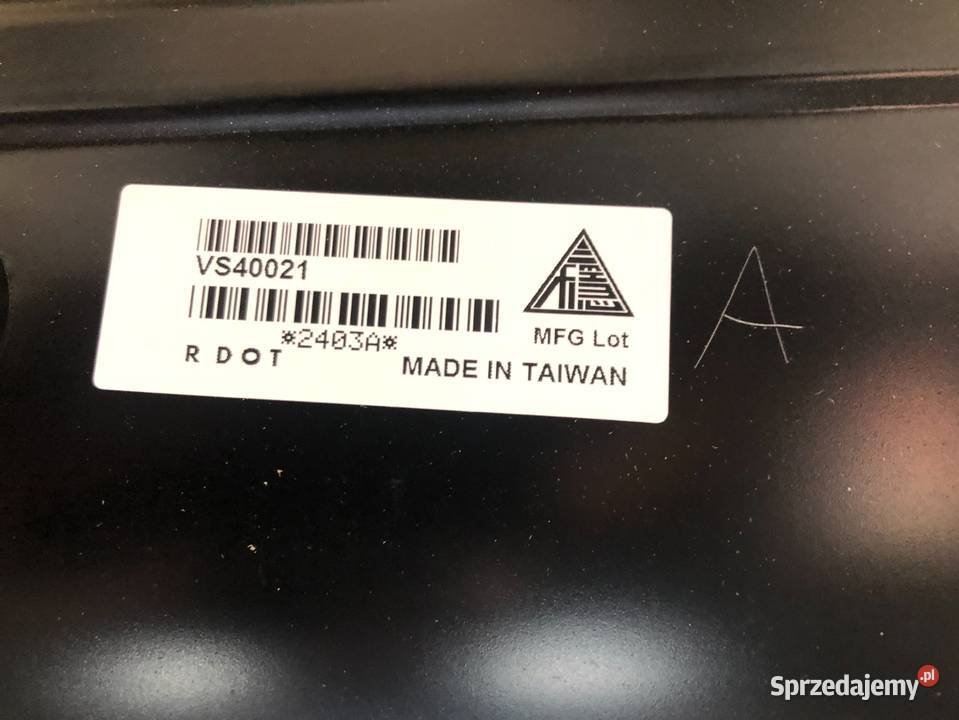 VS40021
*2403A*
R DOT
MFG Lot
MADE IN TAIWAN
A
Sprzedajemy.pl